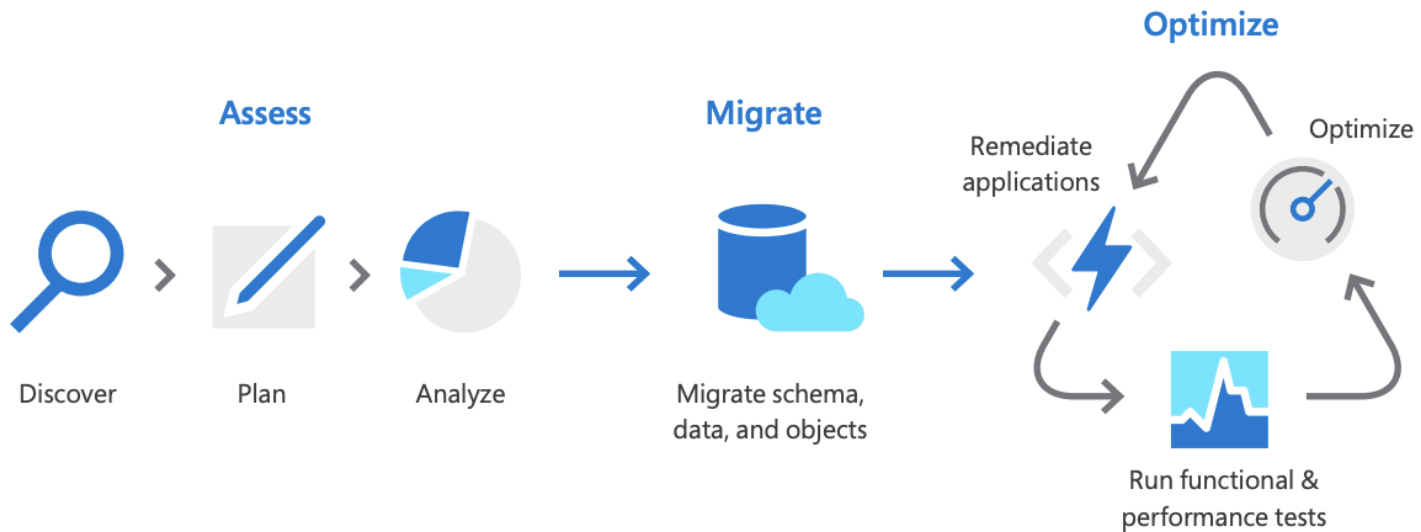 Assess
Discover
Plan
Analyze
Migrate
Migrate schema,
data, and objects
Optimize
Remediate
applications
Run functional &
performance tests
Optimize